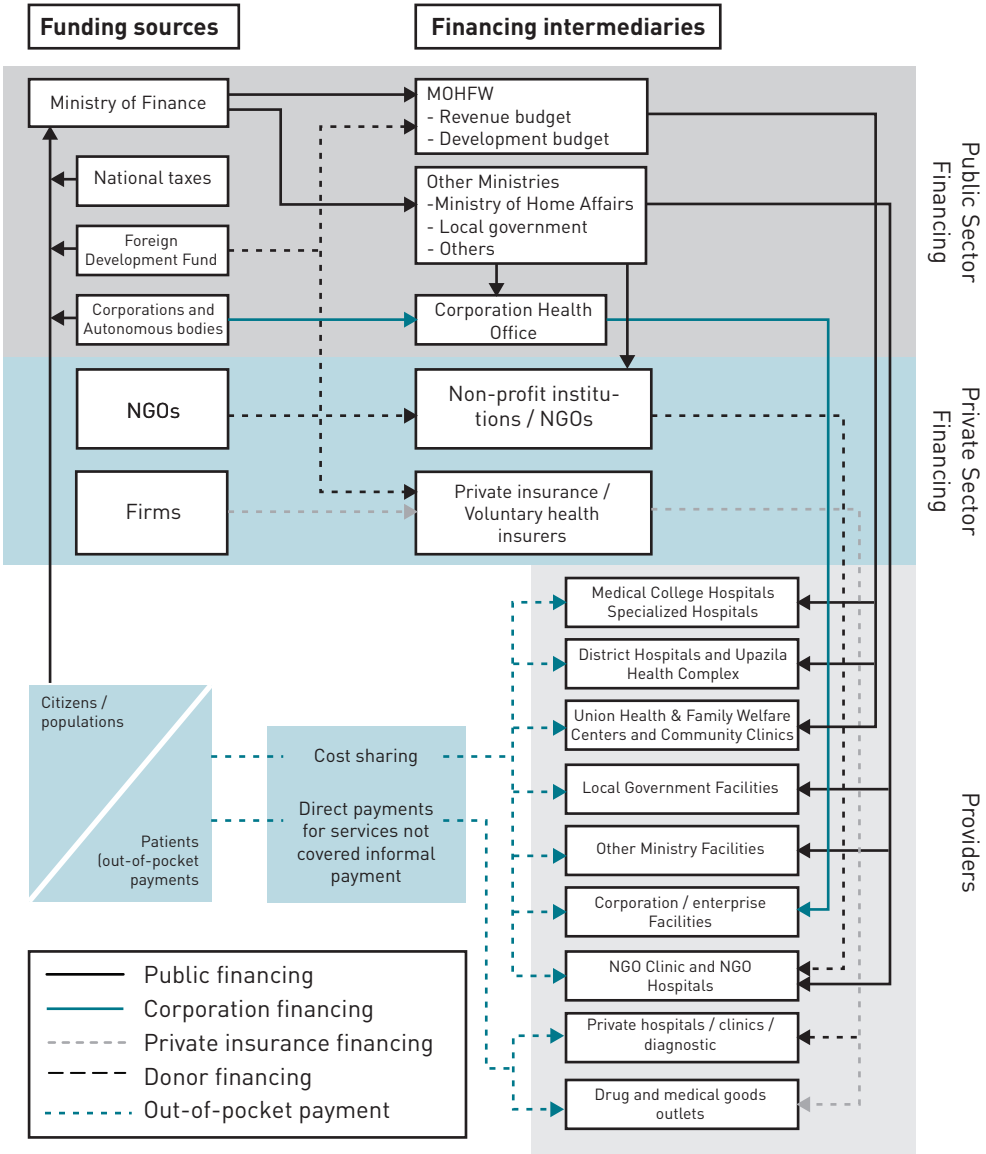 Funding sources
Financing intermediaries
Ministry of Finance
National taxes
Foreign
Development Fund
Corporations and
Autonomous bodies
MOHFW
- Revenue budget
- Development budget
Other Ministries
-Ministry of Home Affairs
- Local government
- Others
Corporation Health
Office
Public Sector
Financing
NGOs
Firms
Non-profit institu-
tions / NGOs
Private insurance /
Voluntary health
insurers
Private Sector
Financing
Citizens /
populations
Patients
(out-of-pocket
payments
Cost sharing
Direct payments
for services not
covered informal
payment
Medical College Hospitals
Specialized Hospitals
District Hospitals and Upazila
Health Complex
Union Health & Family Welfare
Centers and Community Clinics
Local Government Facilities
Other Ministry Facilities
Corporation / enterprise
Facilities
NGO Clinic and NGO
Hospitals
Private hospitals / clinics /
diagnostic
Drug and medical goods
outlets
Providers
Public financing
Corporation financing
Private insurance financing
Donor financing
Out-of-pocket payment